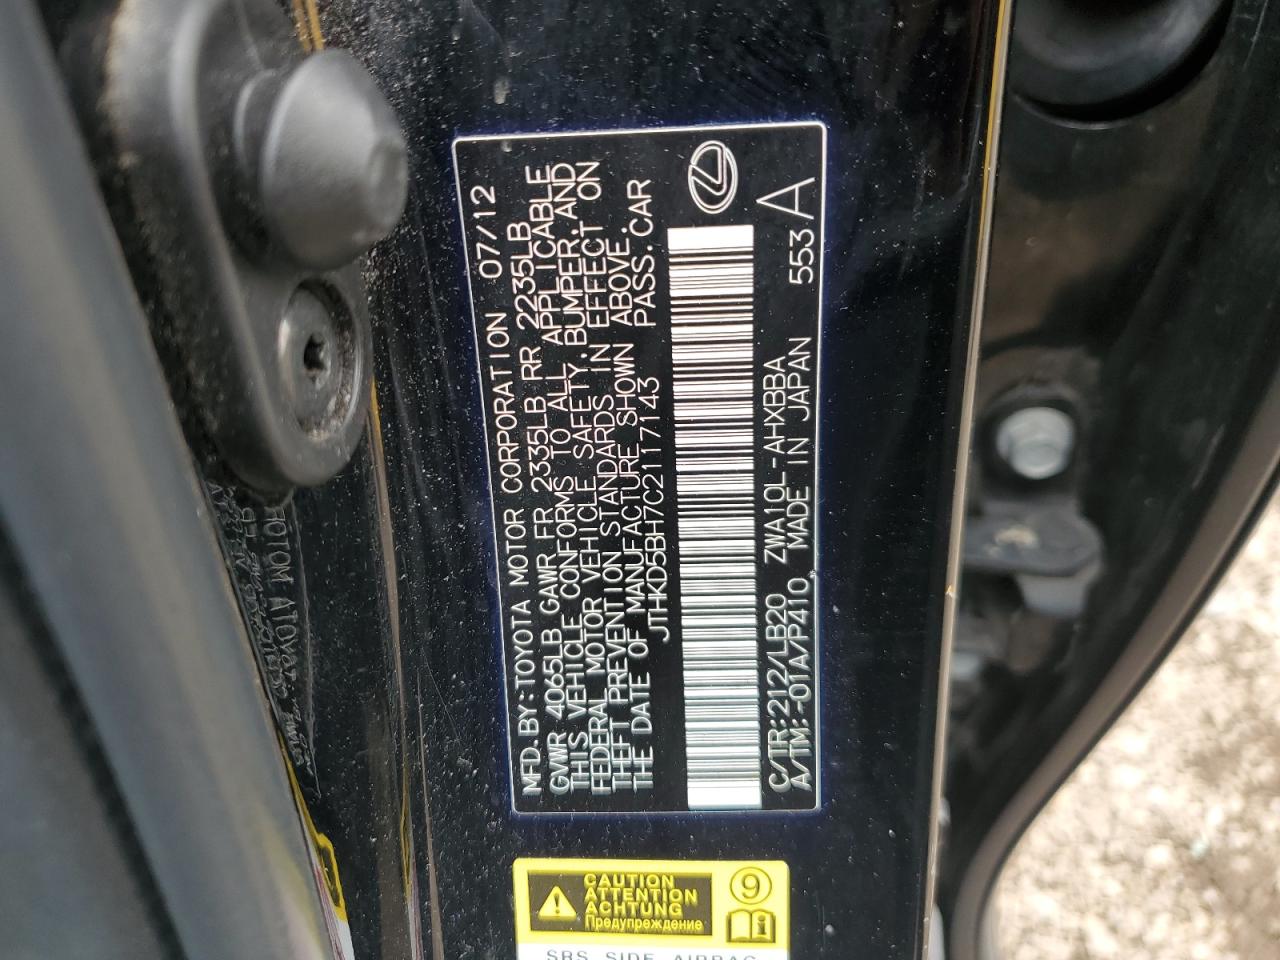 MFD. BY: TOYOTA MOTOR CORPORATION 07/12
GVWR 4065LB GAWR FR 2335LB RR 2235LB
THIS VEHICLE CONFORMS TO ALL APPLICABLE
FEDERAL MOTOR VEHICLE SAFETY, BUMPER, AND
THEFT PREVENTION STANDARDS IN EFFECT ON
THE DATE OF MANUFACTURE SHOWN ABOVE.
JTHKD5BH7C2117143 PASS. CAR
C/TR: 212/LB20 ZWA10L-AHXBBA 553 A
A/TM: -01A/P410 MADE IN JAPAN
CAUTION
ATTENTION
ACHTUNG
Предупреждение
9
SRS SIDE AIRBAG